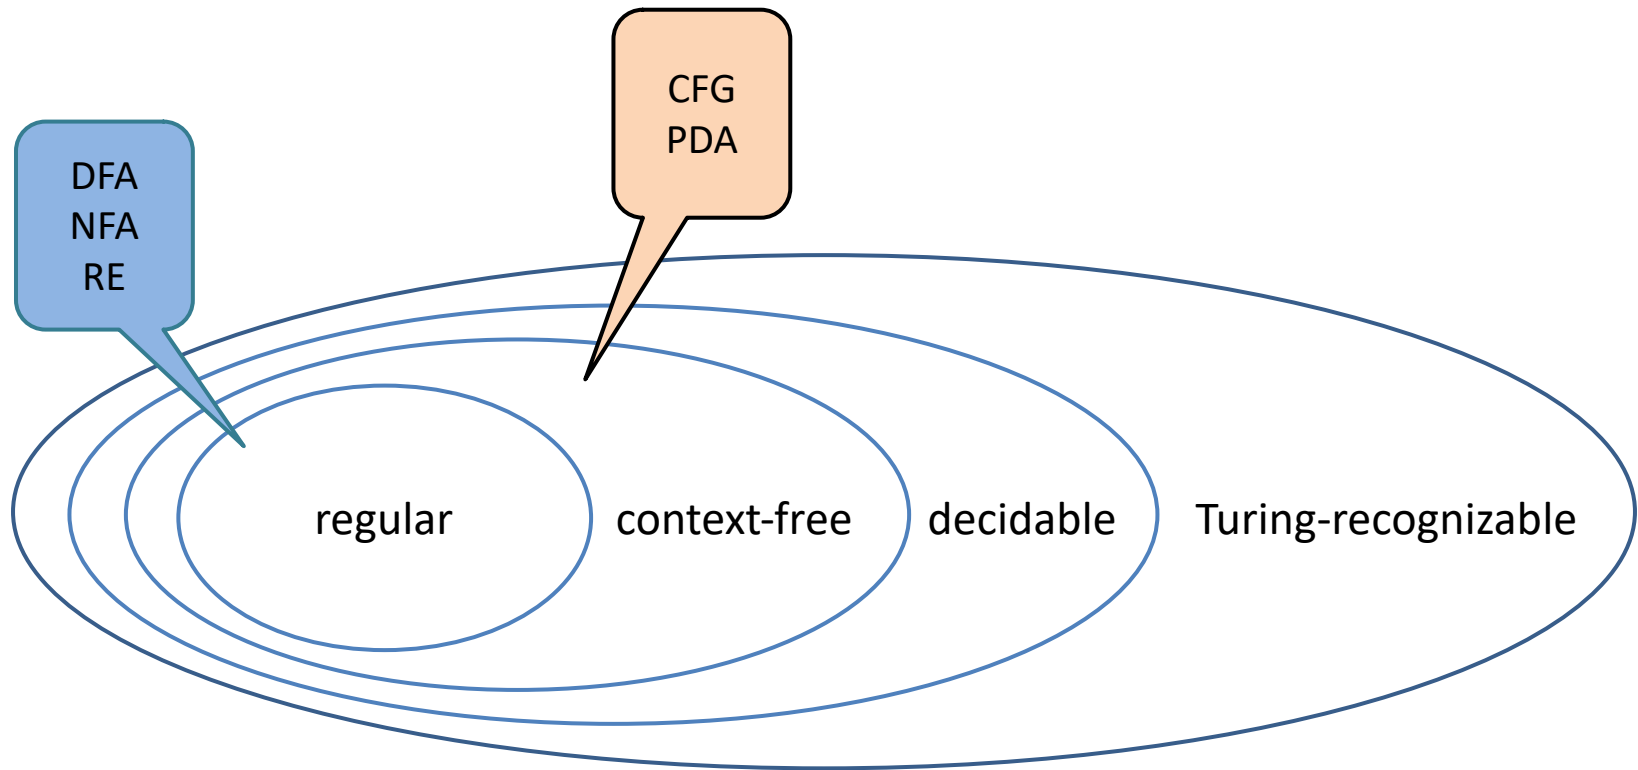 CFG
PDA
DFA
NFA
RE
regular
context-free
decidable
Turing-recognizable